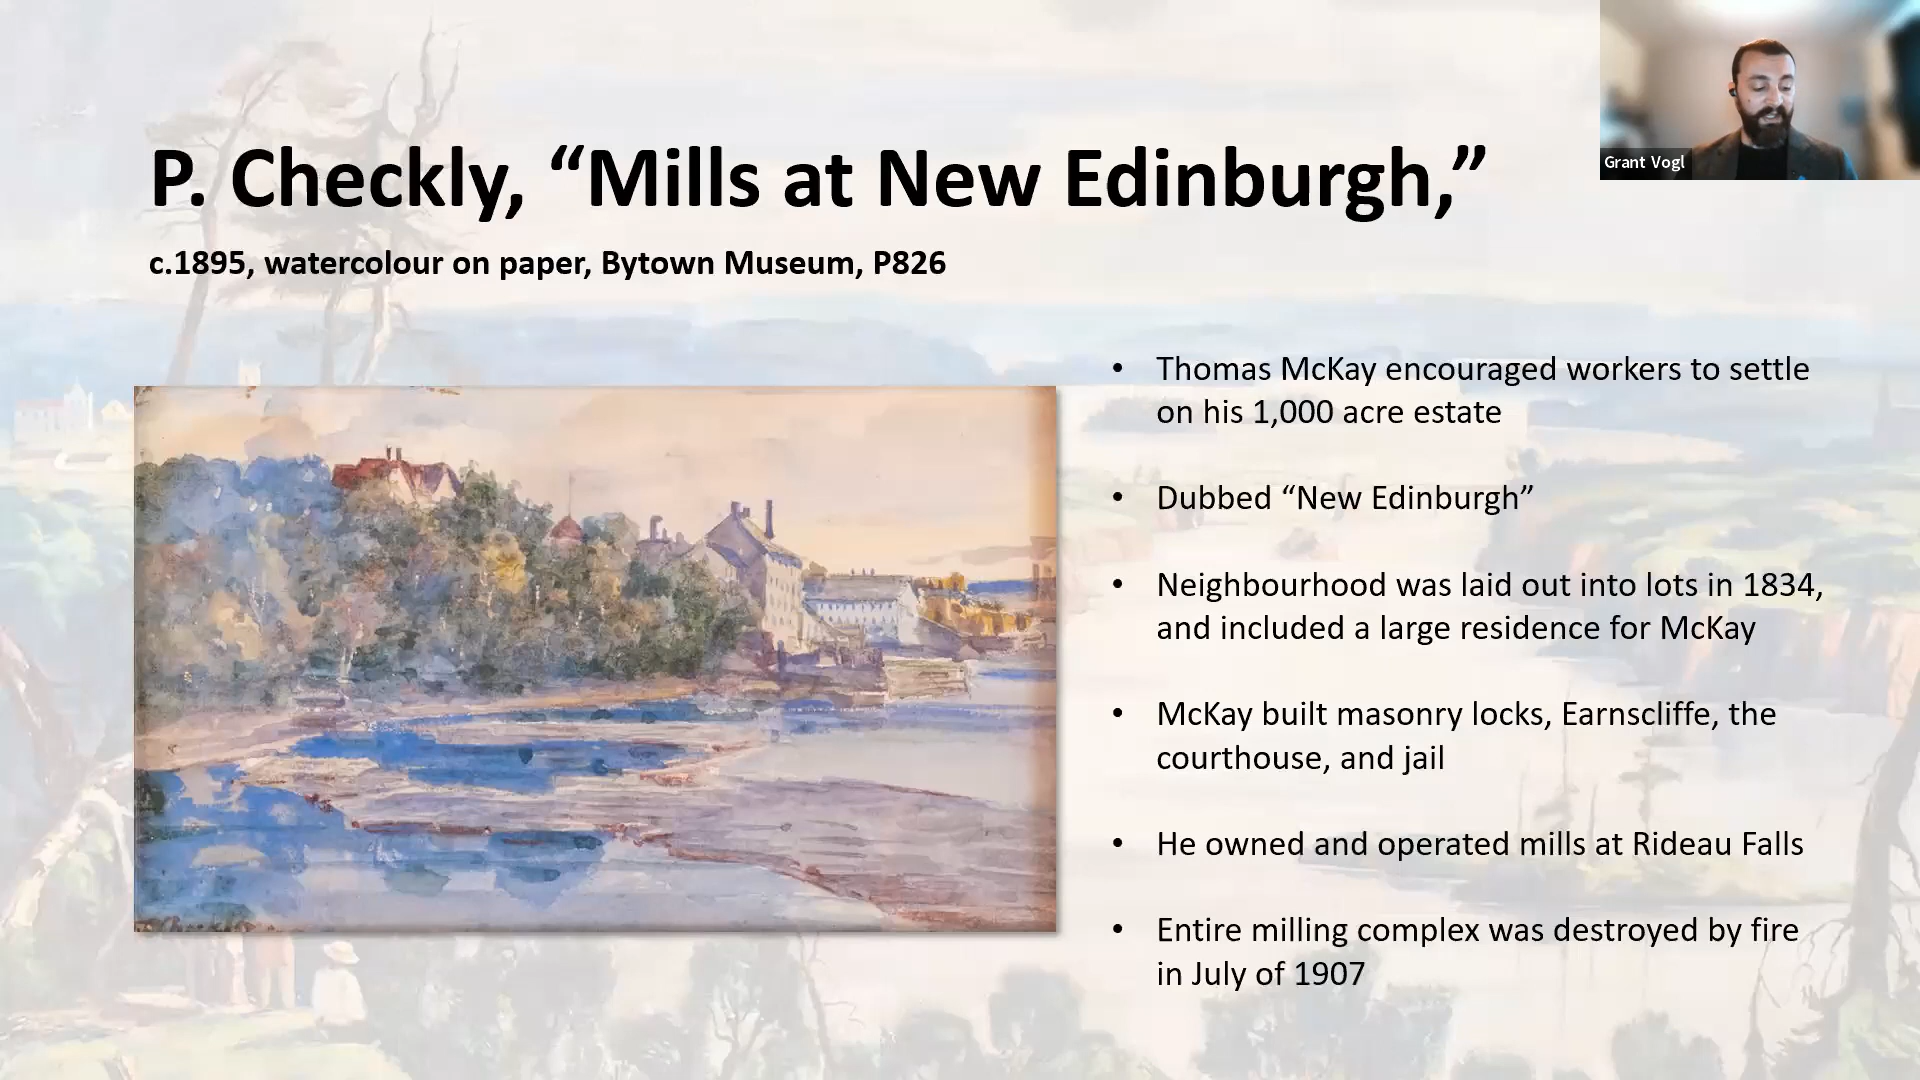 P. Checkly, “Mills at New Edinburgh,”
c.1895, watercolour on paper, Bytown Museum, P826
Grant Vogl
• Thomas McKay encouraged workers to settle
on his 1,000 acre estate
• Dubbed “New Edinburgh”
• Neighbourhood was laid out into lots in 1834,
and included a large residence for McKay
• McKay built masonry locks, Earnscliffe, the
courthouse, and jail
• He owned and operated mills at Rideau Falls
• Entire milling complex was destroyed by fire
in July of 1907